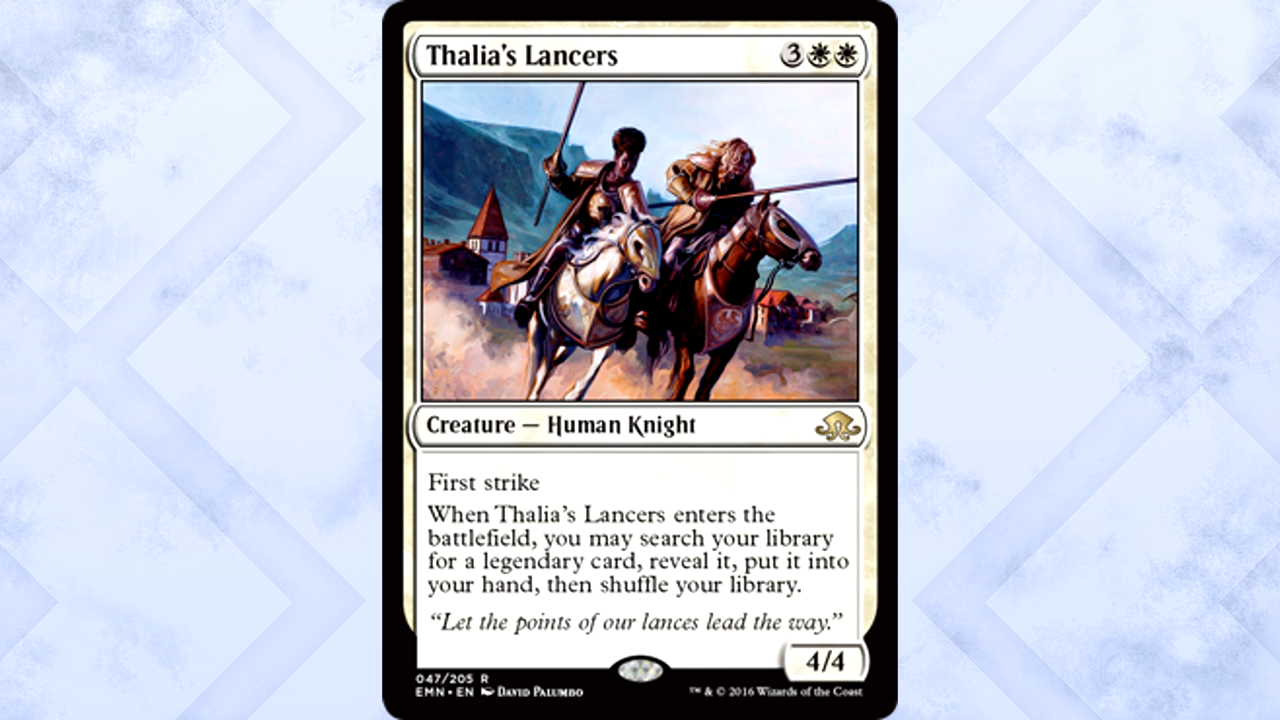 Thalia's Lancers 3
Creature — Human Knight
First strike
When Thalia's Lancers enters the
battlefield, you may search your library
for a legendary card, reveal it, put it into
your hand, then shuffle your library.
“Let the points of our lances lead the way.”
4/4
047/205 R
EMN • EN David Palumbo
™ & © 2016 Wizards of the Coast